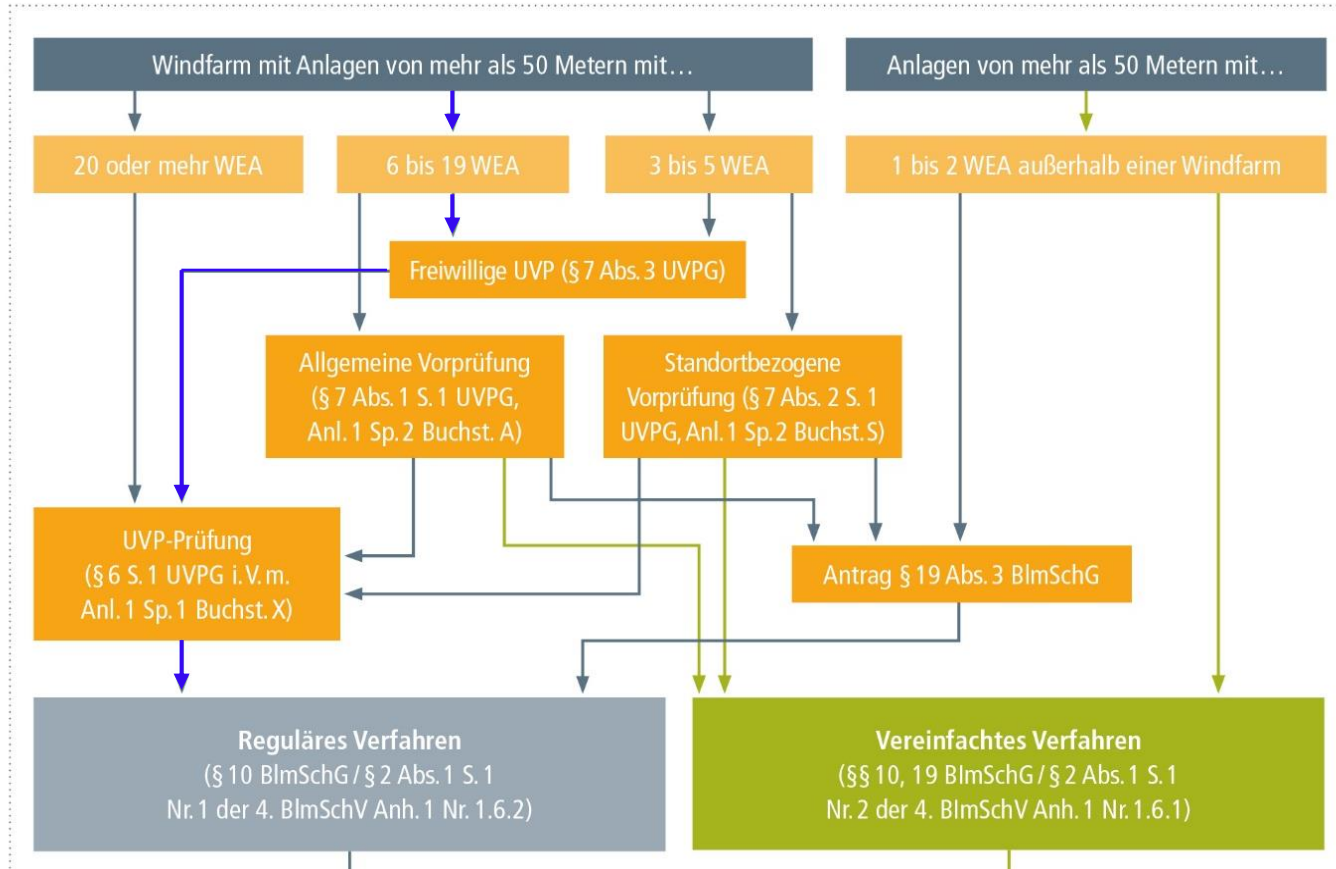 Windfarm mit Anlagen von mehr als 50 Metern mit…
Anlagen von mehr als 50 Metern mit…
20 oder mehr WEA
6 bis 19 WEA
3 bis 5 WEA
1 bis 2 WEA außerhalb einer Windfarm
Freiwillige UVP (§ 7 Abs. 3 UVPG)
Allgemeine Vorprüfung
(§ 7 Abs. 1 S. 1 UVPG,
Anl. 1 Sp. 2 Buchst. A)
Standortbezogene
Vorprüfung (§ 7 Abs. 2 S. 1
UVPG, Anl. 1 Sp. 2 Buchst. S)
UVP-Prüfung
(§ 6 S. 1 UVPG i. V. m.
Anl. 1 Sp. 1 Buchst. X)
Antrag § 19 Abs. 3 BImSchG
Reguläres Verfahren
(§ 10 BImSchG / § 2 Abs. 1 S. 1
Nr. 1 der 4. BImSchV Anh. 1 Nr. 1.6.2)
Vereinfachtes Verfahren
(§§ 10, 19 BImSchG / § 2 Abs. 1 S. 1
Nr. 2 der 4. BImSchV Anh. 1 Nr. 1.6.1)